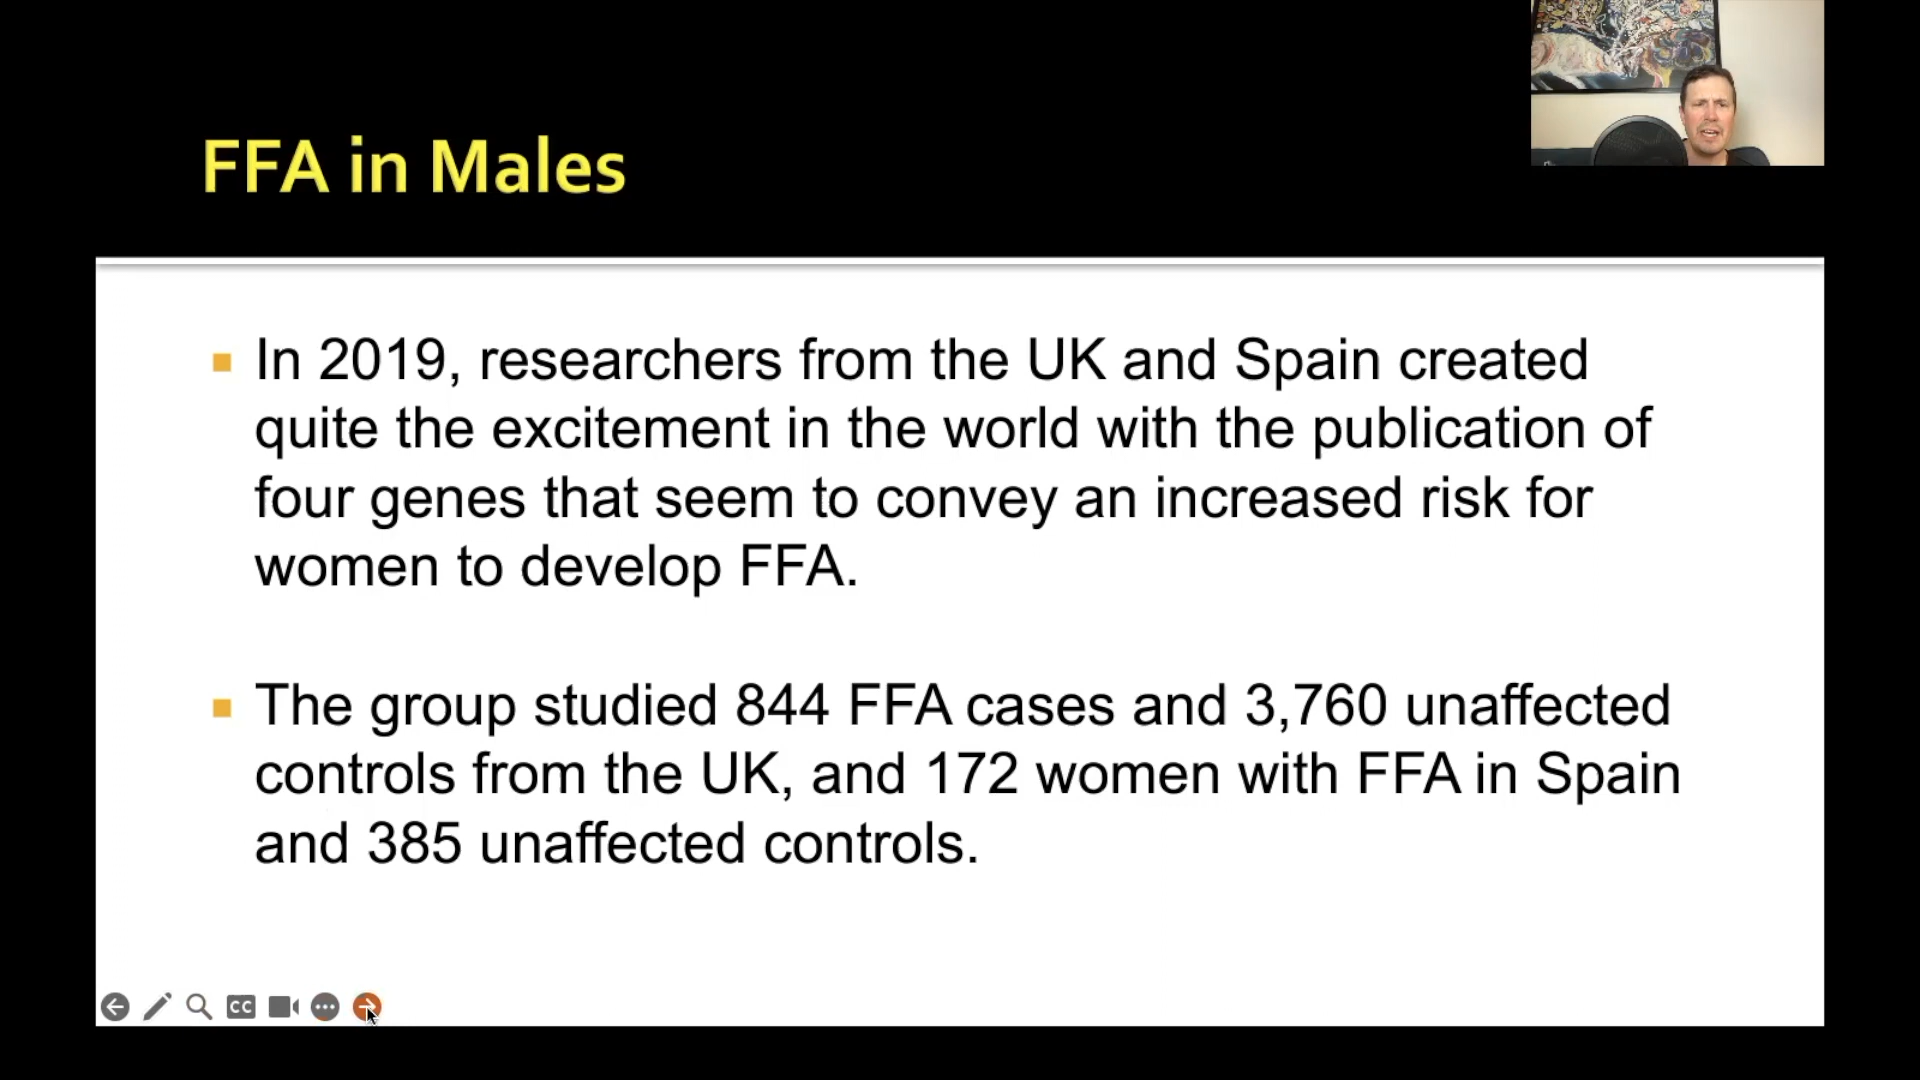 FFA in Males
In 2019, researchers from the UK and Spain created
quite the excitement in the world with the publication of
four genes that seem to convey an increased risk for
women to develop FFA.
The group studied 844 FFA cases and 3,760 unaffected
controls from the UK, and 172 women with FFA in Spain
and 385 unaffected controls.
CC